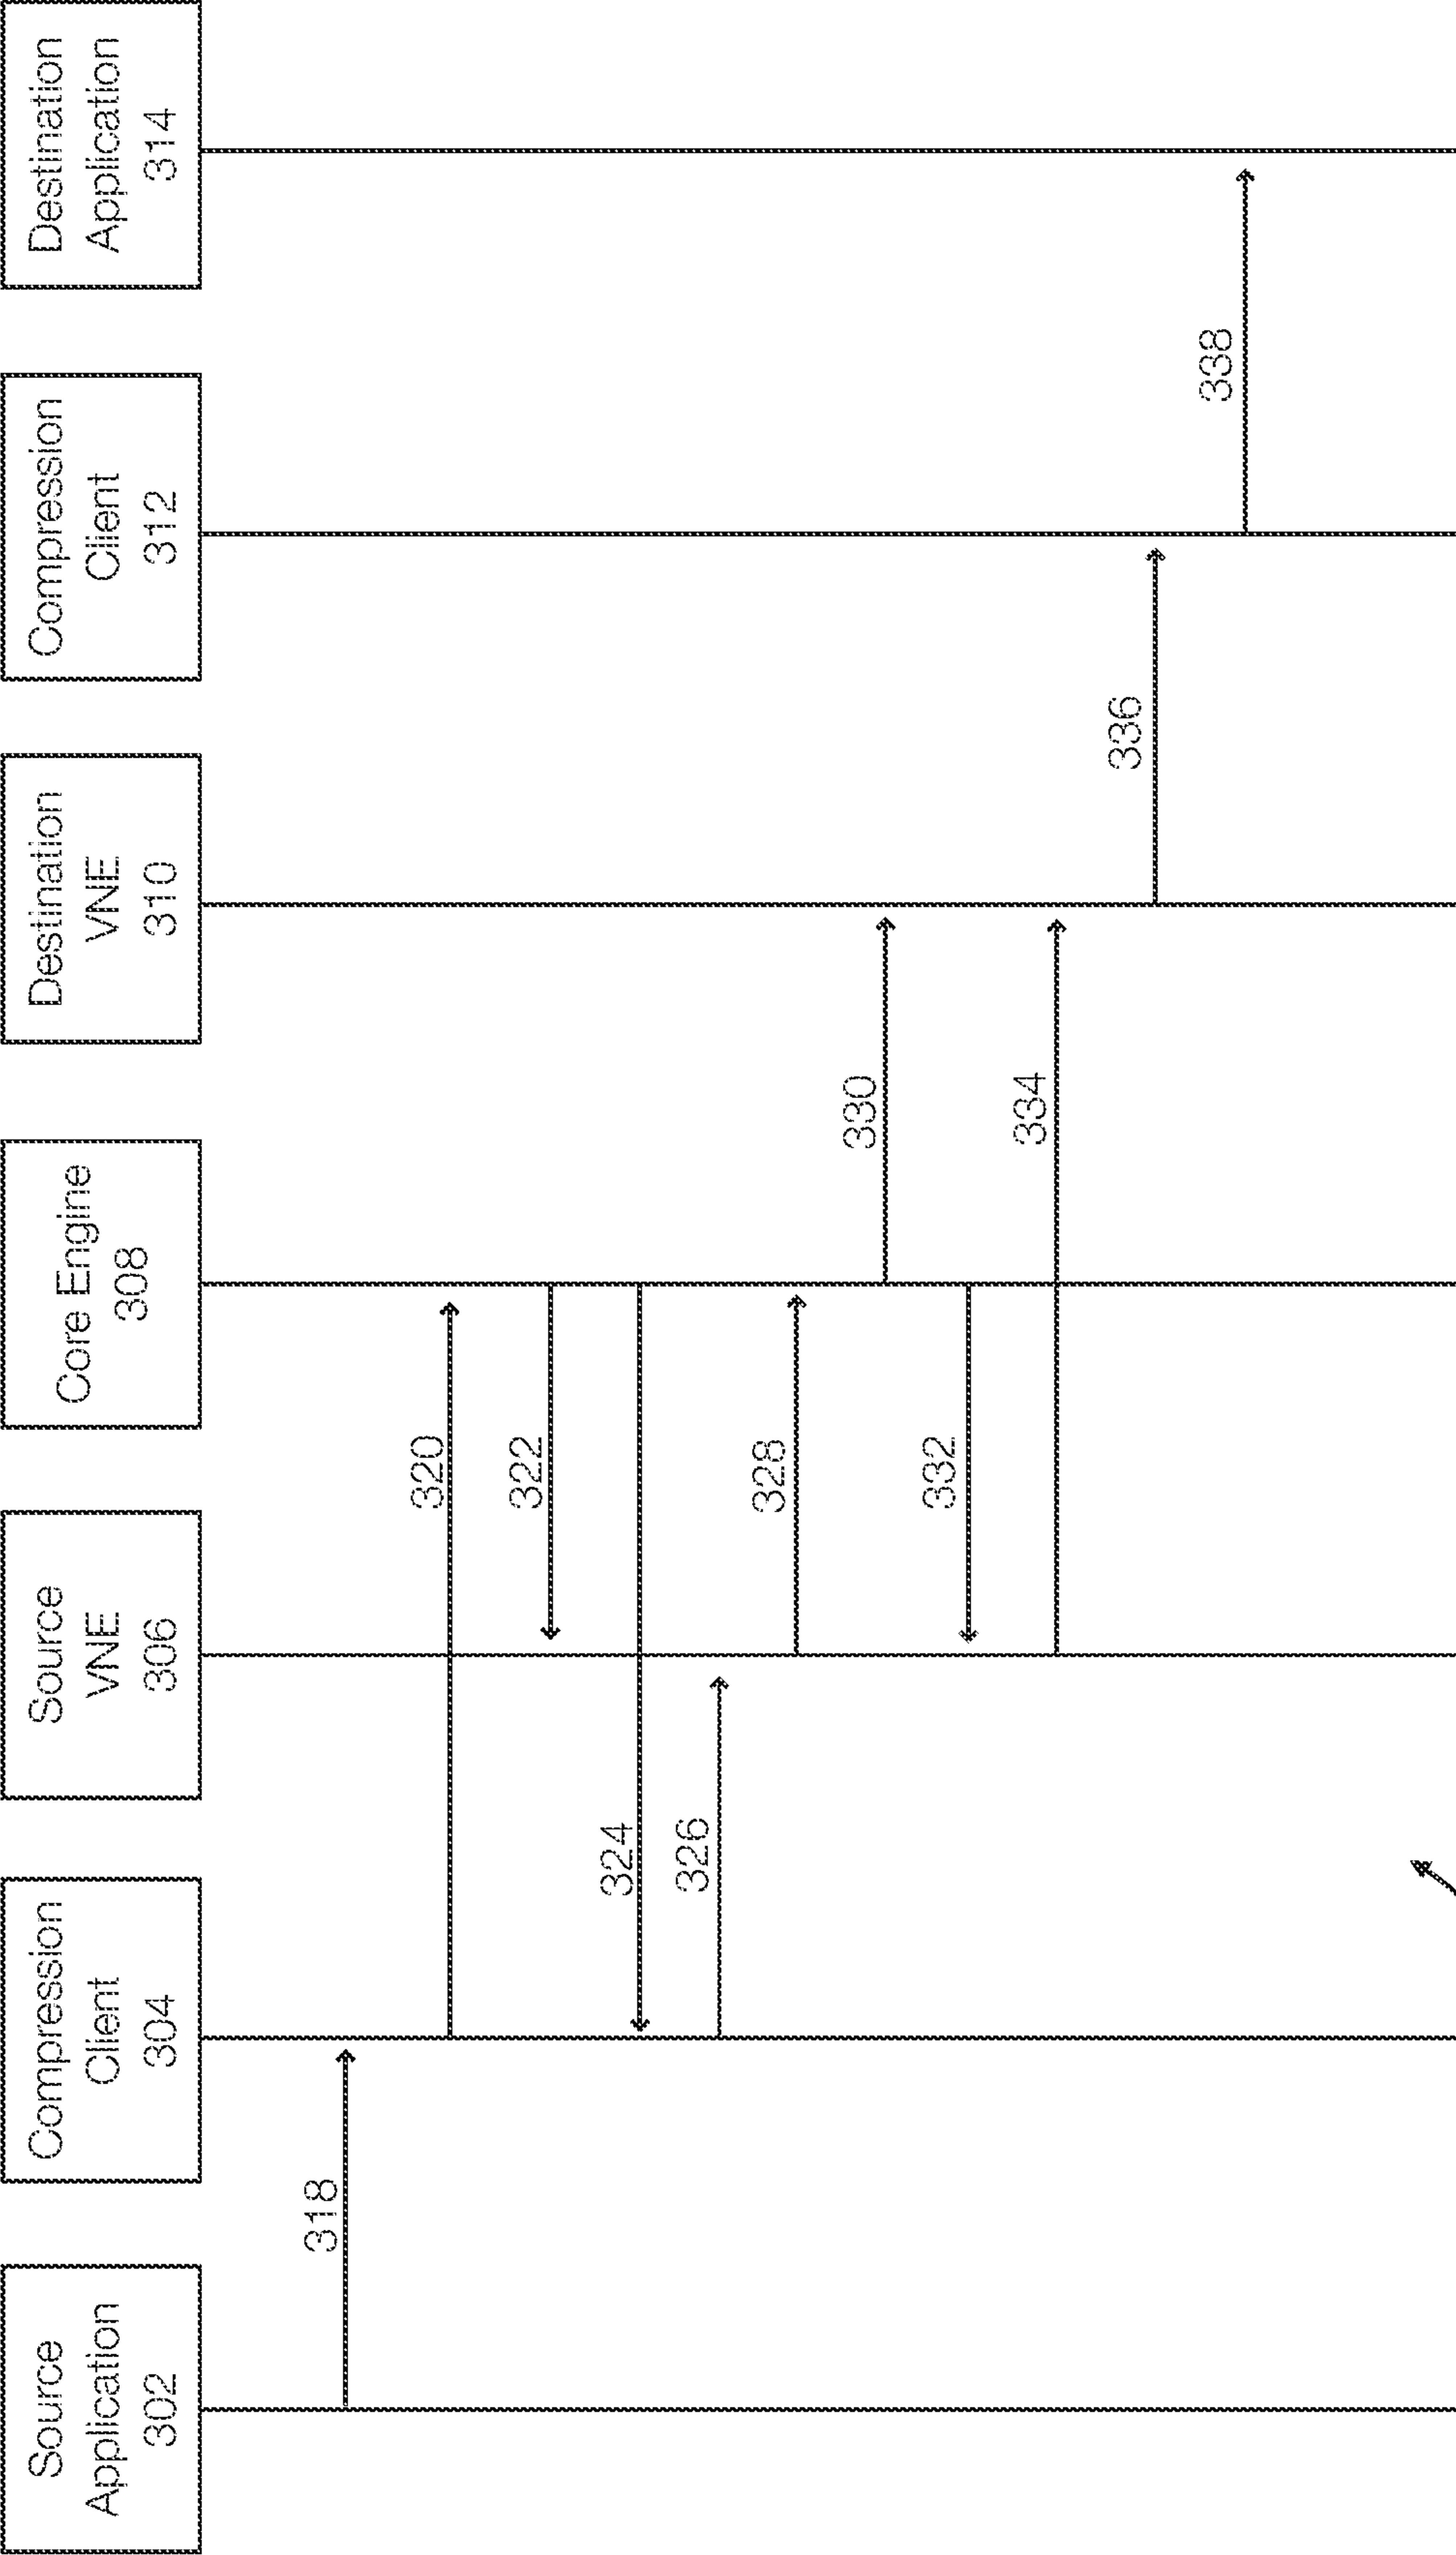 Source
Application
302
Compression
Client
304
Source
VNE
306
Core Engine
308
Destination
VNE
310
Compression
Client
312
Destination
Application
314
318
320
322
324
326
328
330
332
334
336
338